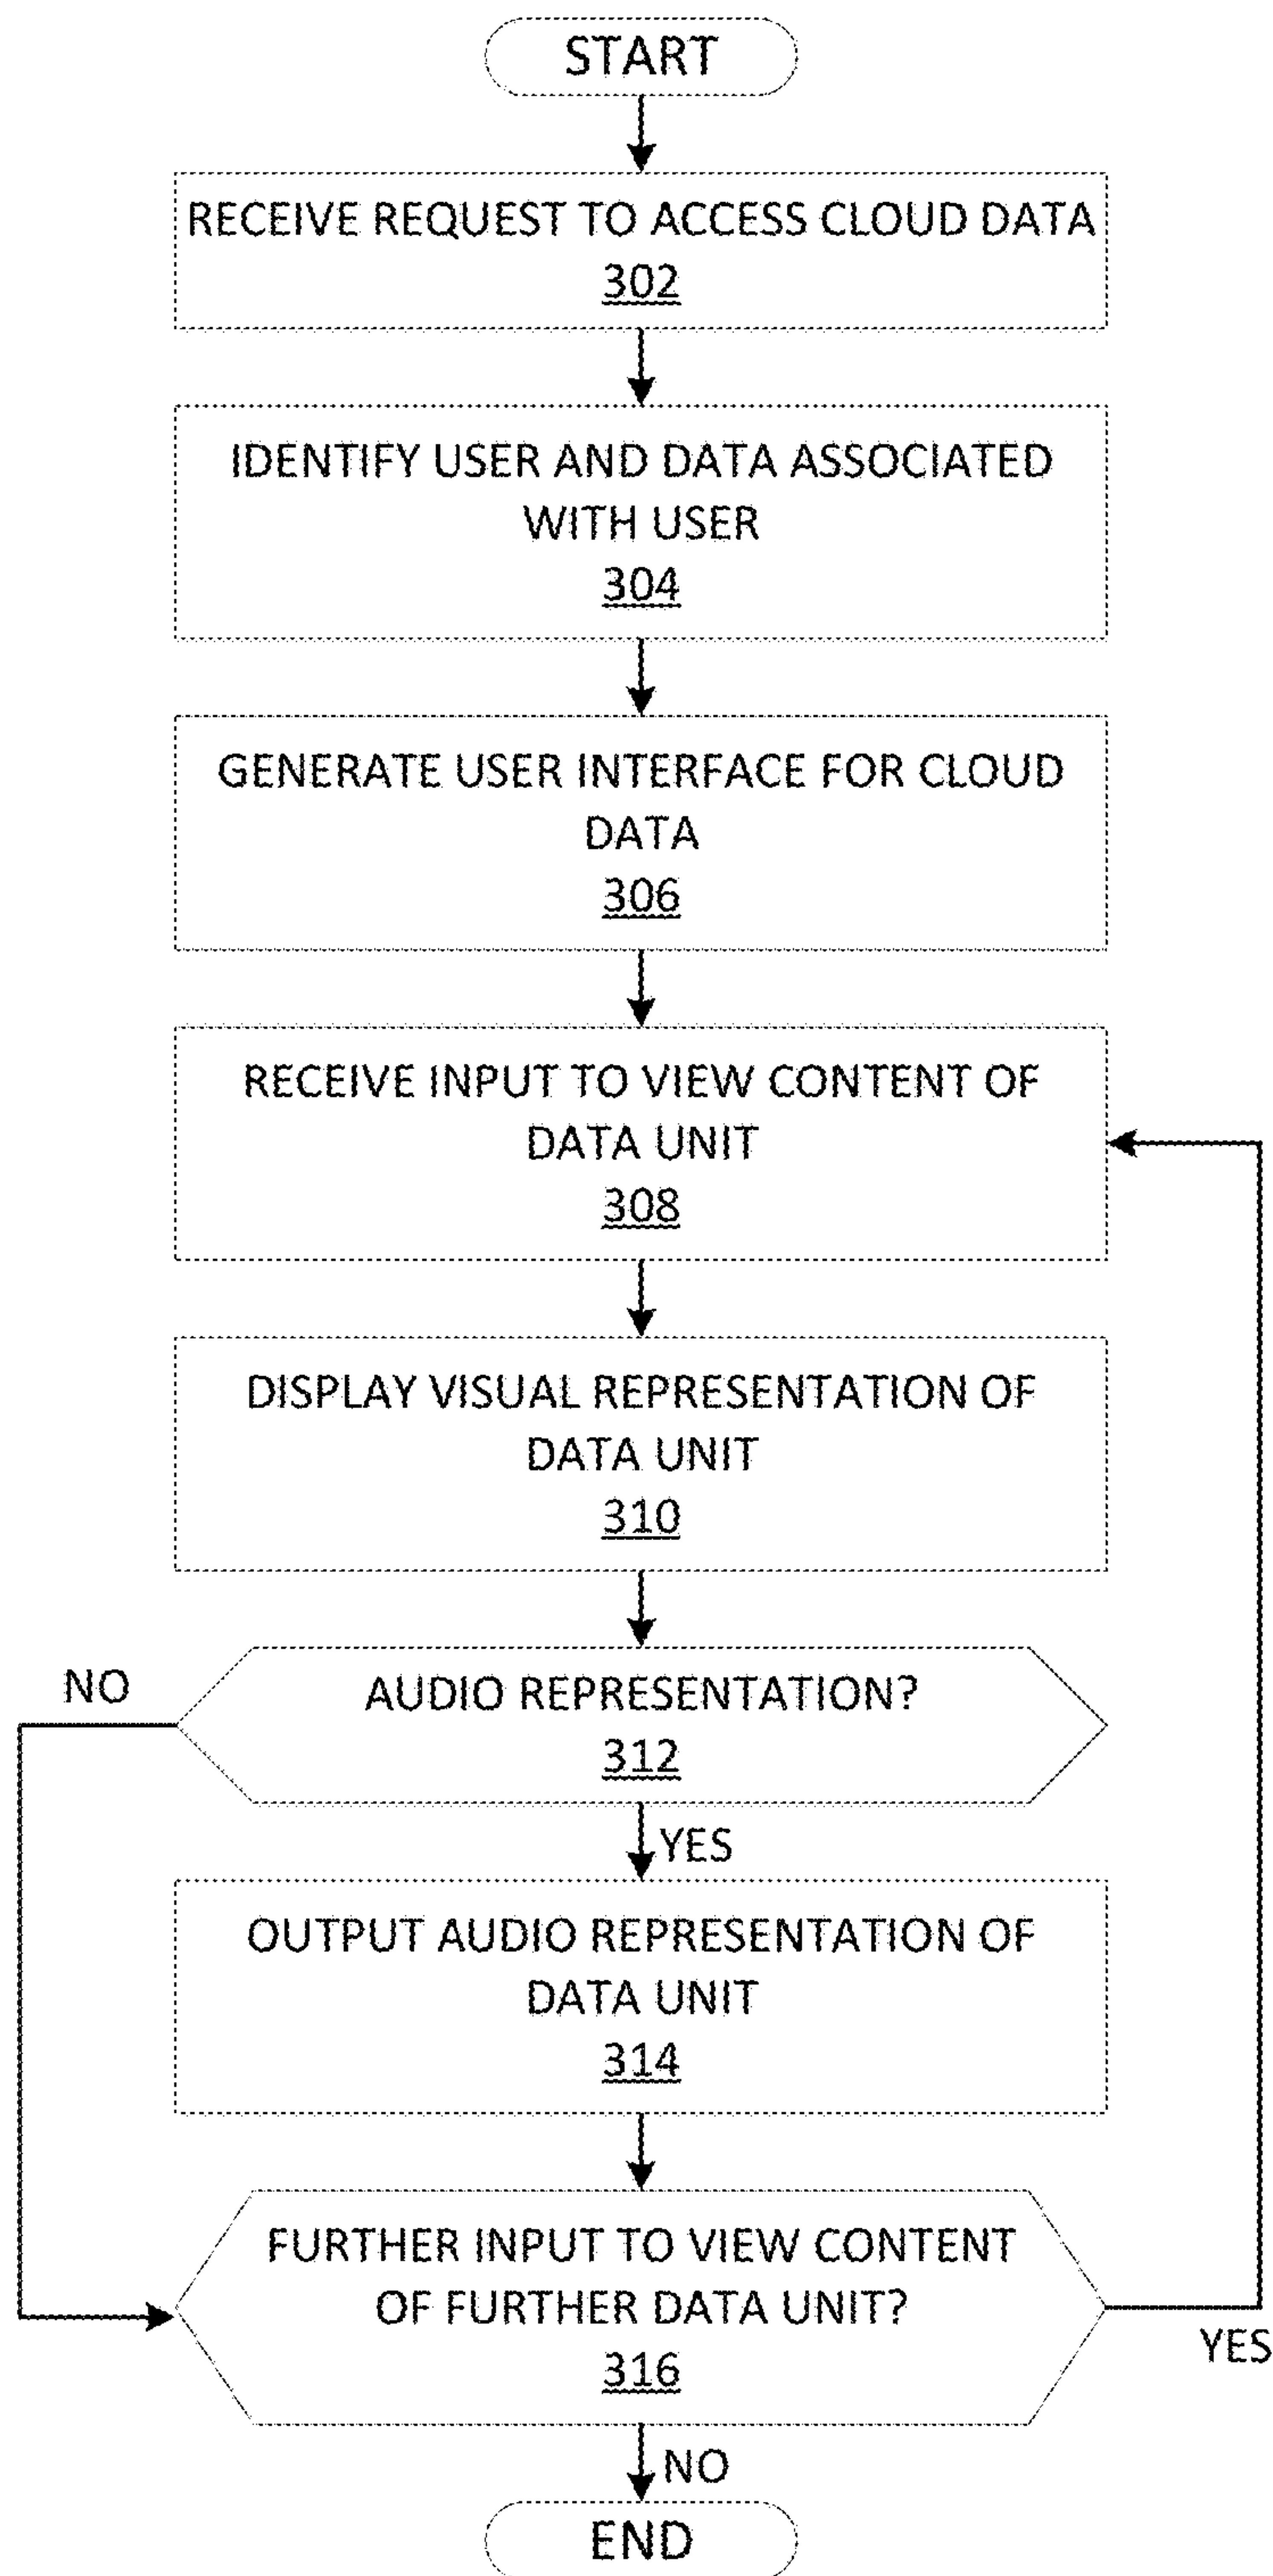 START
RECEIVE REQUEST TO ACCESS CLOUD DATA
302
IDENTIFY USER AND DATA ASSOCIATED
WITH USER
304
GENERATE USER INTERFACE FOR CLOUD
DATA
306
RECEIVE INPUT TO VIEW CONTENT OF
DATA UNIT
308
DISPLAY VISUAL REPRESENTATION OF
DATA UNIT
310
NO
AUDIO REPRESENTATION?
312
YES
OUTPUT AUDIO REPRESENTATION OF
DATA UNIT
314
FURTHER INPUT TO VIEW CONTENT
OF FURTHER DATA UNIT?
316
YES
NO
END